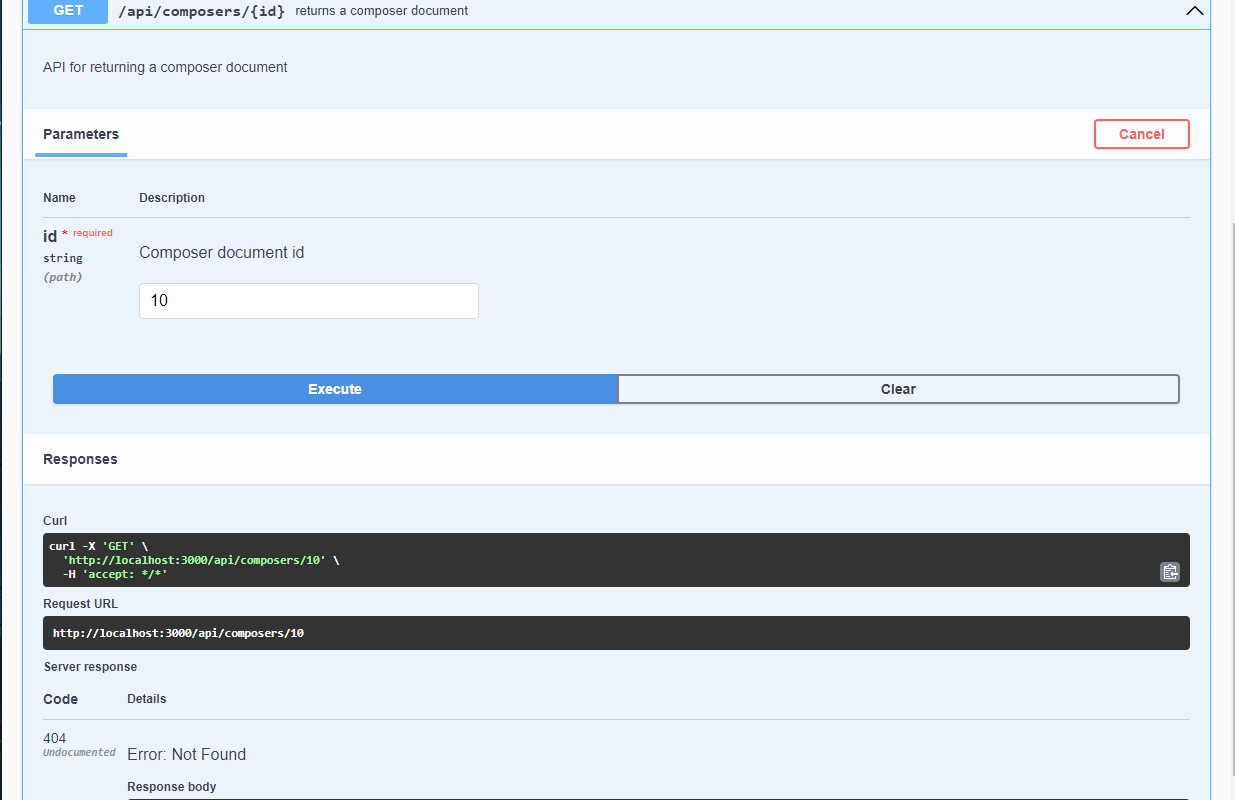 GET /api/composers/{id} returns a composer document
API for returning a composer document
Parameters
Cancel
Name Description
id * required
string
(path)
Composer document id
10
Execute Clear
Responses
Curl
curl -X 'GET' \
'http://localhost:3000/api/composers/10' \
-H 'accept: */*'
Request URL
http://localhost:3000/api/composers/10
Server response
Code Details
404
Undocumented
Error: Not Found
Response body